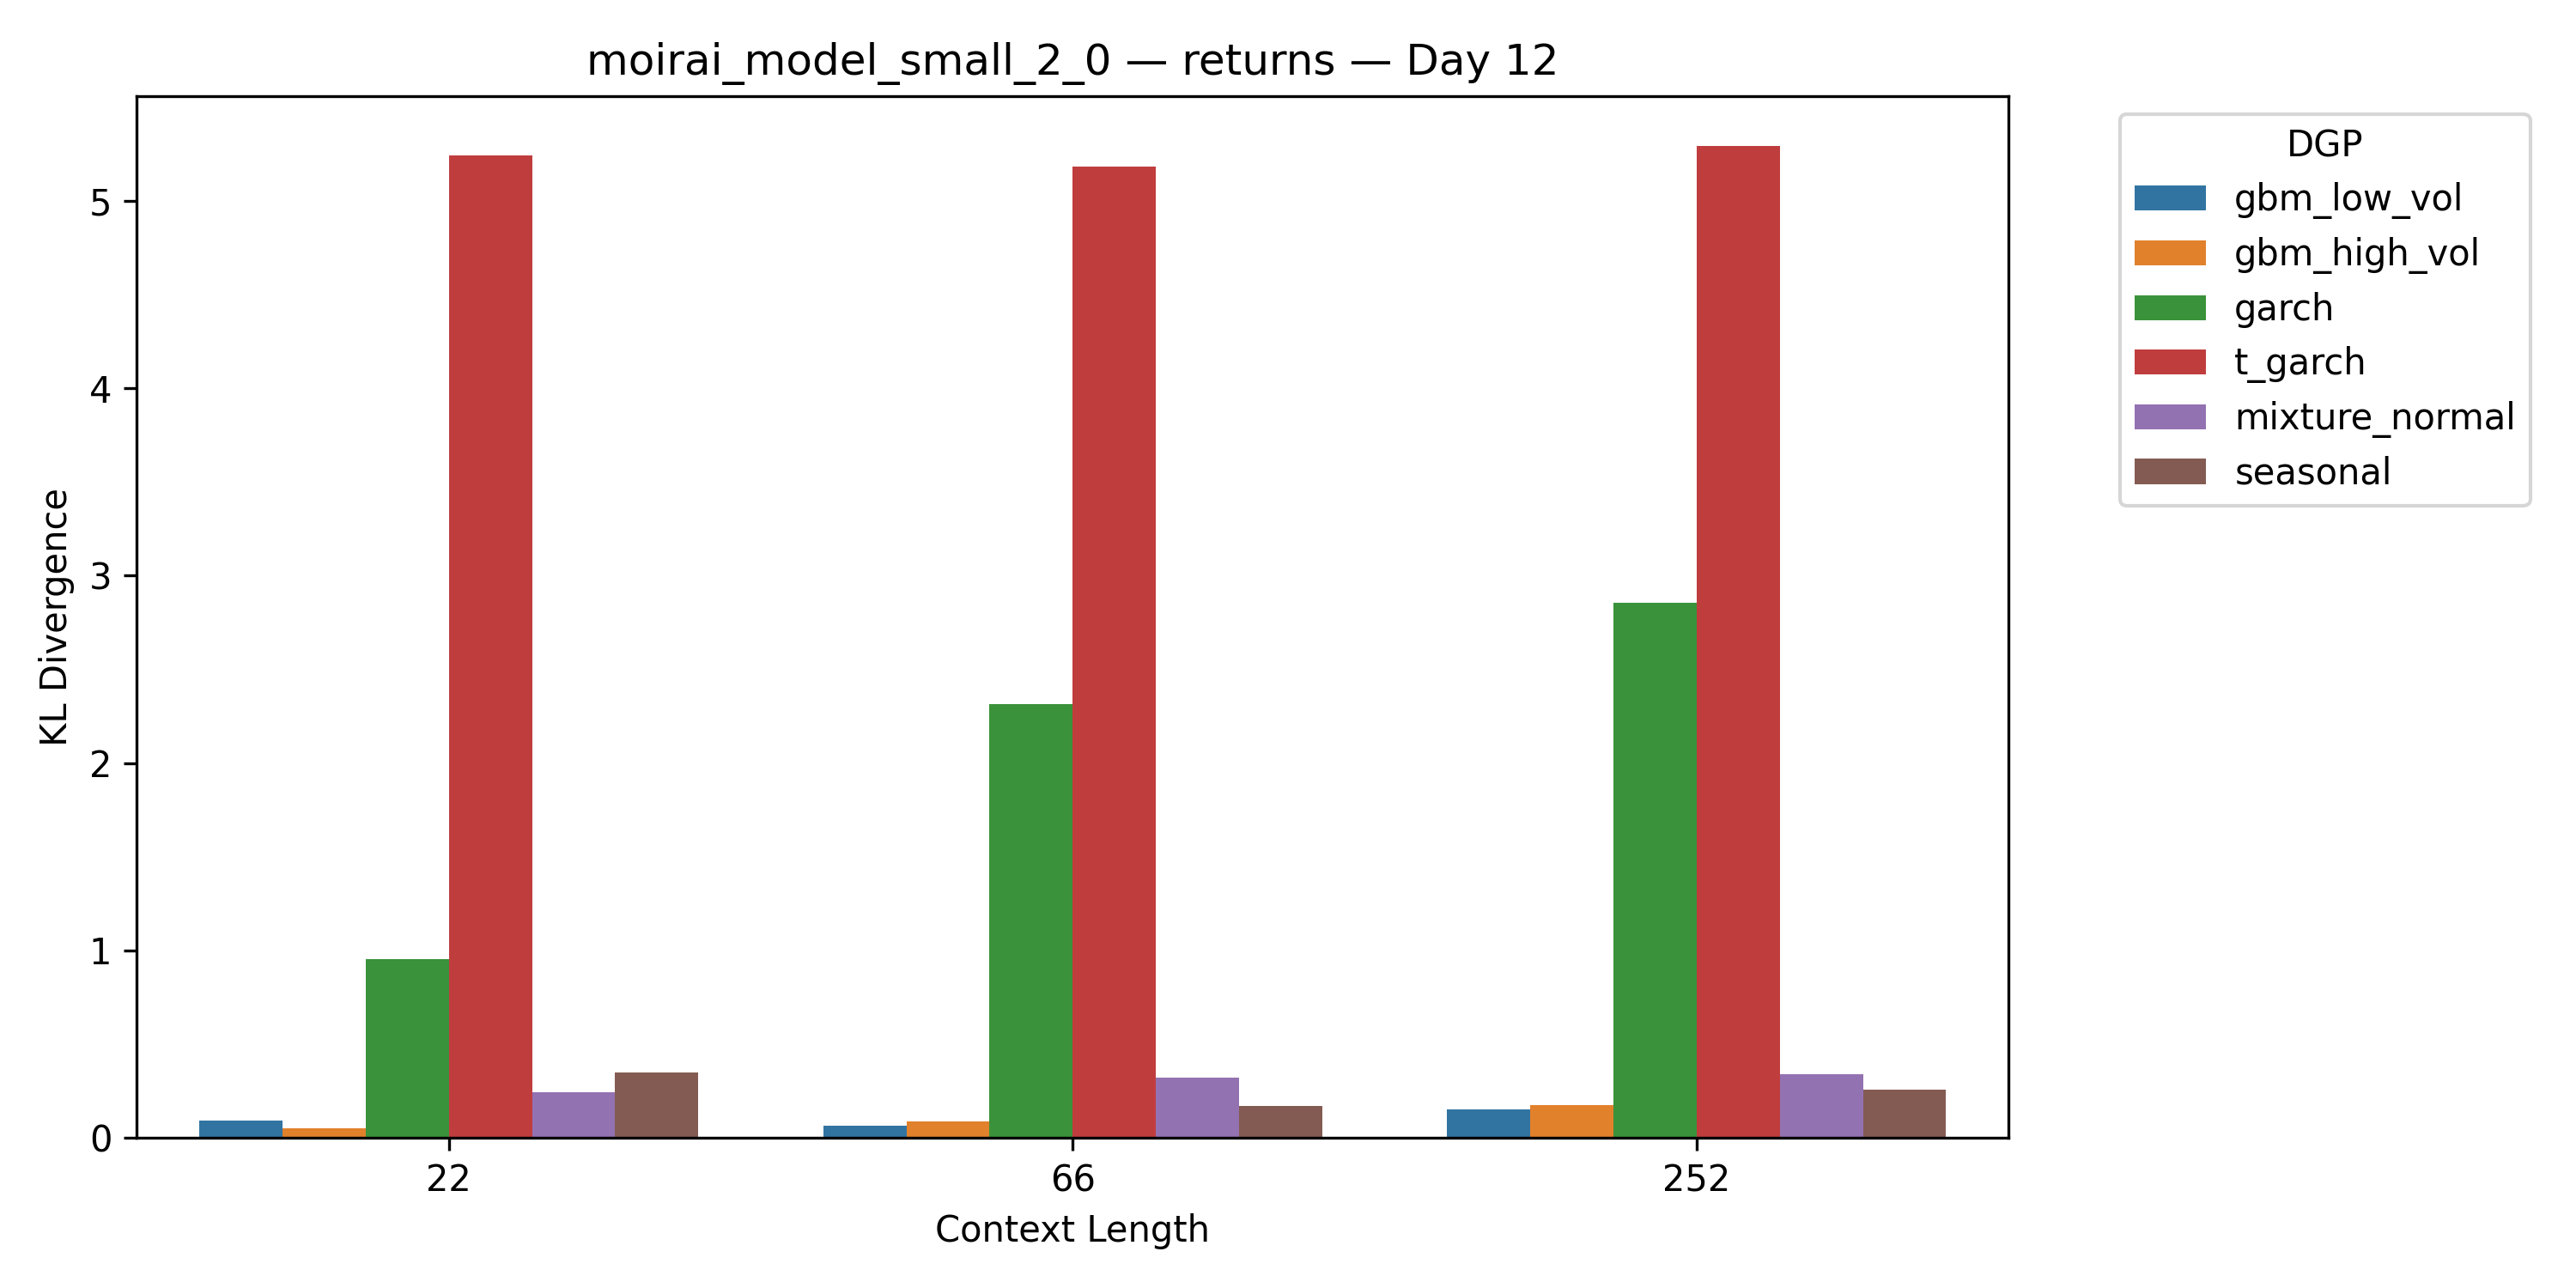 moirai_model_small_2_0 — returns — Day 12
KL Divergence
5
4
3
2
1
0
22
66
252
Context Length
DGP
gbm_low_vol
gbm_high_vol
garch
t_garch
mixture_normal
seasonal